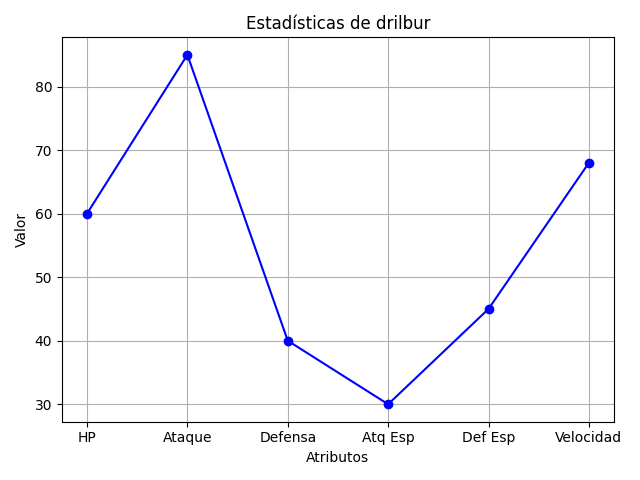 Estadísticas de drilbur
Valor
80
70
60
50
40
30
HP Ataque Defensa Atq Esp Def Esp Velocidad
Atributos